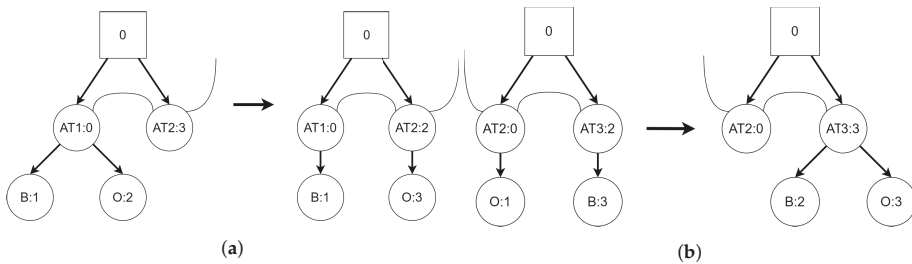 0
0
0
0
AT1:0
AT2:3
AT1:0
AT2:2
AT2:0
AT3:2
AT2:0
AT3:3
B:1
O:2
B:1
O:3
O:1
B:3
B:2
O:3
(a)
(b)